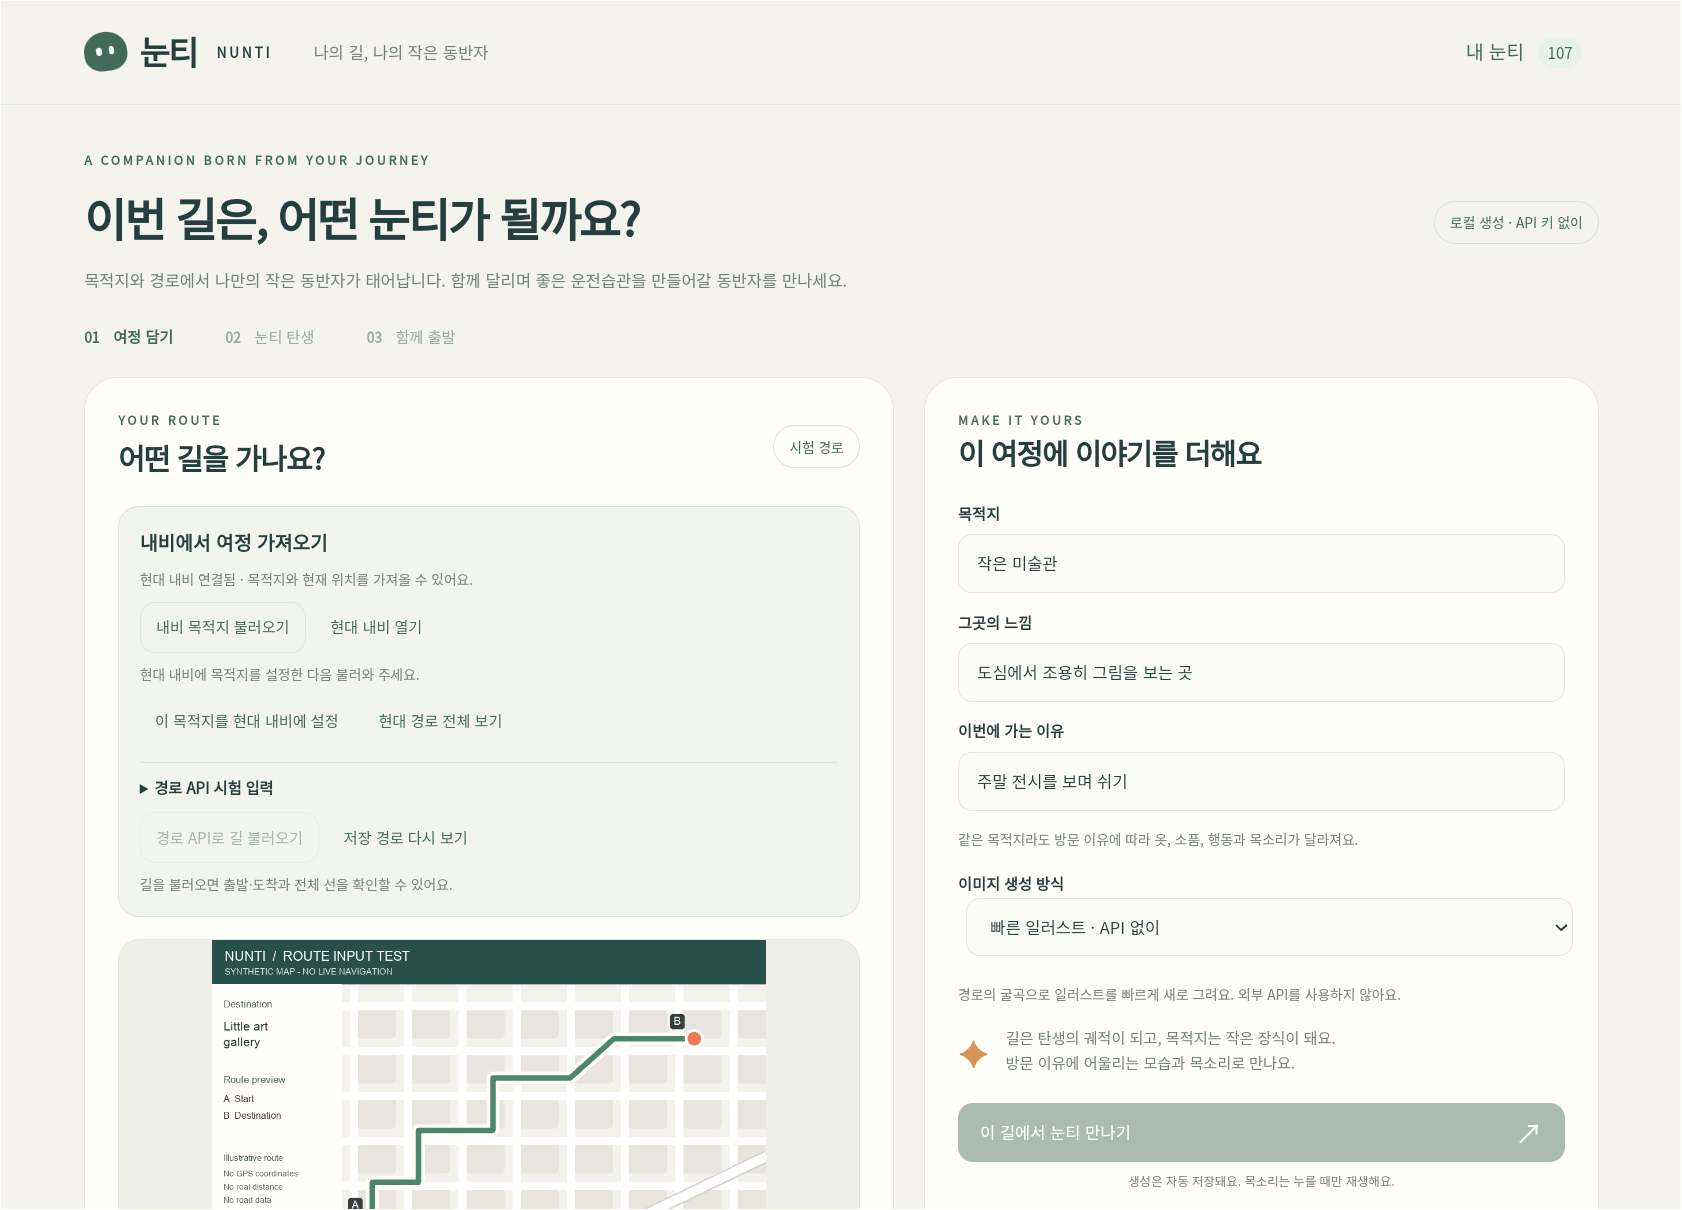 눈티 NUNTI 나의 길, 나의 작은 동반자
내 눈티 107
A COMPANION BORN FROM YOUR JOURNEY
이번 길은, 어떤 눈티가 될까요?
로컬 생성 · API 키 없이
목적지와 경로에서 나만의 작은 동반자가 태어납니다. 함께 달리며 좋은 운전습관을 만들어갈 동반자를 만나세요.
01 여정 담기 02 눈티 탄생 03 함께 출발
YOUR ROUTE
어떤 길을 가나요?
시험 경로
내비에서 여정 가져오기
현대 내비 연결됨 · 목적지와 현재 위치를 가져올 수 있어요.
내비 목적지 불러오기 현대 내비 열기
현대 내비에 목적지를 설정한 다음 불러와 주세요.
이 목적지를 현대 내비에 설정 현대 경로 전체 보기
경로 API 시험 입력
경로 API로 길 불러오기 저장 경로 다시 보기
길을 불러오면 출발·도착과 전체 선을 확인할 수 있어요.
NUNTI / ROUTE INPUT TEST
SYNTHETIC MAP - NO LIVE NAVIGATION
Destination
Little art
gallery
Route preview
A Start
B Destination
Illustrative route
No GPS coordinates
No real distance
No road data
B
A
MAKE IT YOURS
이 여정에 이야기를 더해요
목적지
작은 미술관
그곳의 느낌
도심에서 조용히 그림을 보는 곳
이번에 가는 이유
주말 전시를 보며 쉬기
같은 목적지라도 방문 이유에 따라 옷, 소품, 행동과 목소리가 달라져요.
이미지 생성 방식
빠른 일러스트 · API 없이
경로의 굴곡으로 일러스트를 빠르게 새로 그려요. 외부 API를 사용하지 않아요.
길은 탄생의 궤적이 되고, 목적지는 작은 장식이 돼요.
방문 이유에 어울리는 모습과 목소리로 만나요.
이 길에서 눈티 만나기
생성은 자동 저장돼요. 목소리는 누를 때만 재생해요.